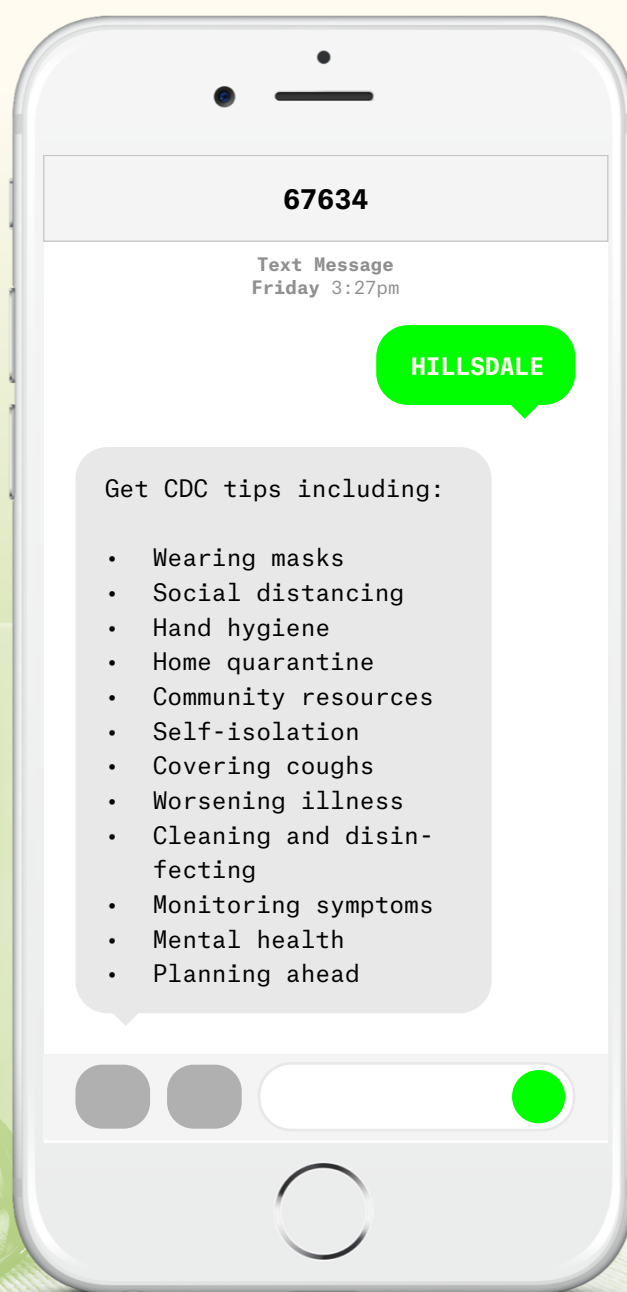 67634
Text Message
Friday 3:27pm
HILLSDALE
Get CDC tips including:
• Wearing masks
• Social distancing
• Hand hygiene
• Home quarantine
• Community resources
• Self-isolation
• Covering coughs
• Worsening illness
• Cleaning and disin-
fecting
• Monitoring symptoms
• Mental health
• Planning ahead